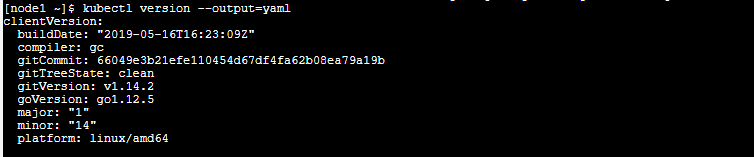 [node1 ~]$ kubectl version --output=yaml
clientVersion:
  buildDate: "2019-05-16T16:23:09Z"
  compiler: gc
  gitCommit: 66049e3b21efe110454d67df4fa62b08ea79a19b
  gitTreeState: clean
  gitVersion: v1.14.2
  goVersion: go1.12.5
  major: "1"
  minor: "14"
  platform: linux/amd64